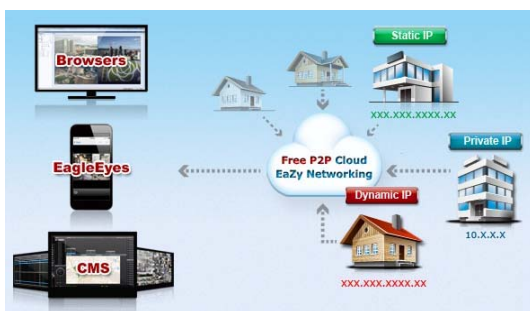 Browsers
EagleEyes
CMS
Free P2P Cloud
EaZy Networking
Static IP
xxx.xxx.xxxx.xx
Private IP
10.X.X.X
Dynamic IP
xxx.xxx.xxxx.xx